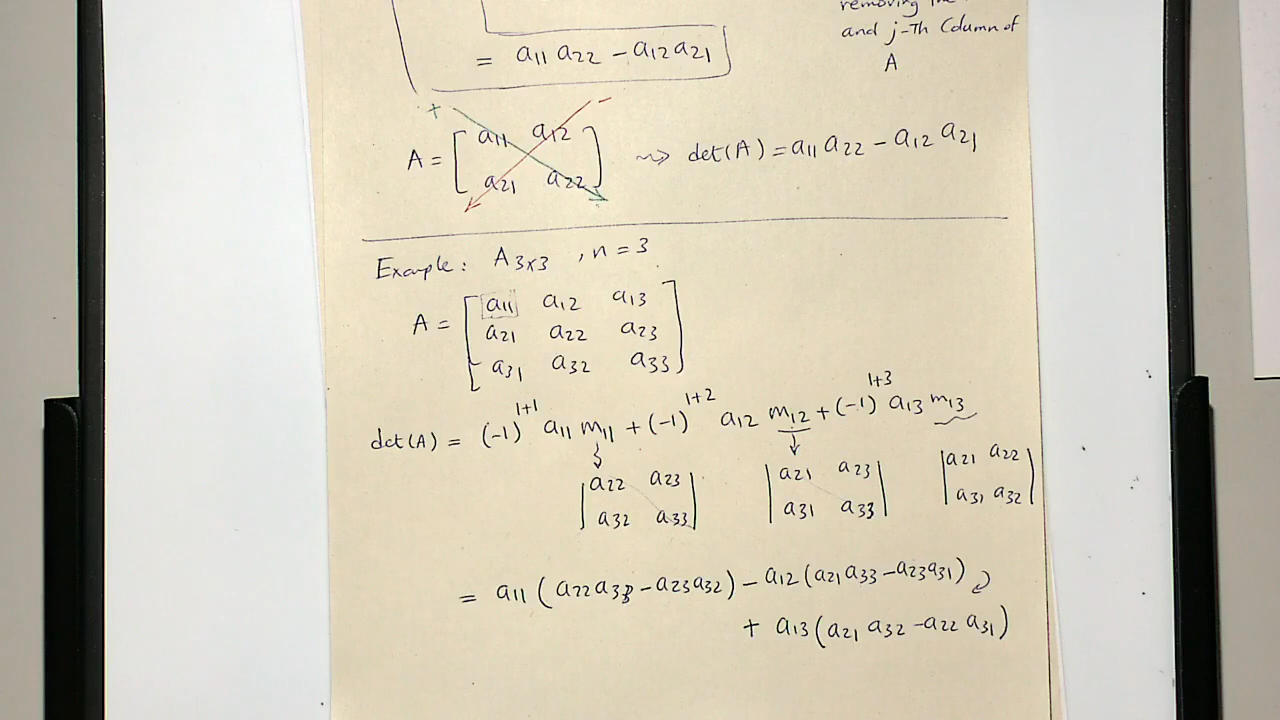 removing the
and j-th Column of
A
= a11 a22 - a12 a21
+ -
A = [ a11 a12
a21 a22 ] ⇝ det(A) = a11 a22 - a12 a21
Example: A3x3 , n = 3
A = [ a11 a12 a13
a21 a22 a23
a31 a32 a33 ]
det(A) = (-1)^1+1 a11 m11 + (-1)^1+2 a12 m12 + (-1)^1+3 a13 m13
| a22 a23 | | a21 a23 | | a21 a22 |
| a32 a33 | | a31 a33 | | a31 a32 |
= a11 (a22 a33 - a23 a32) - a12 (a21 a33 - a23 a31)
+ a13 (a21 a32 - a22 a31)